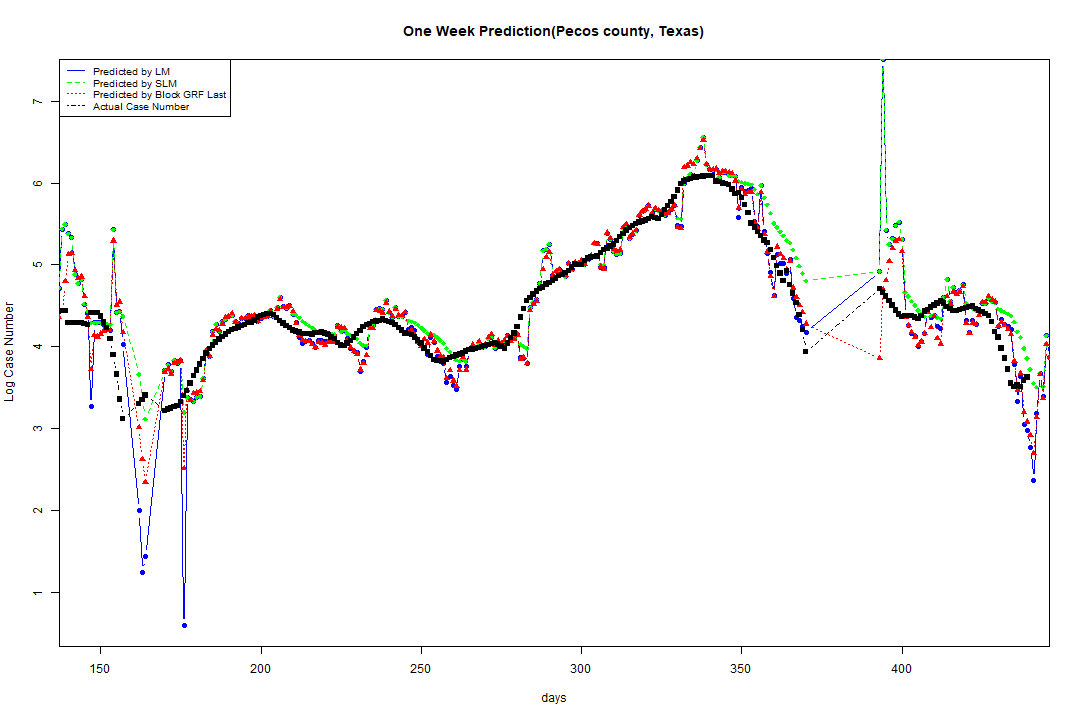 One Week Prediction(Pecos county, Texas)
Predicted by LM
Predicted by SLM
Predicted by Block GRF Last
Actual Case Number
Log Case Number
7
6
5
4
3
2
1
150 200 250 300 350 400
days